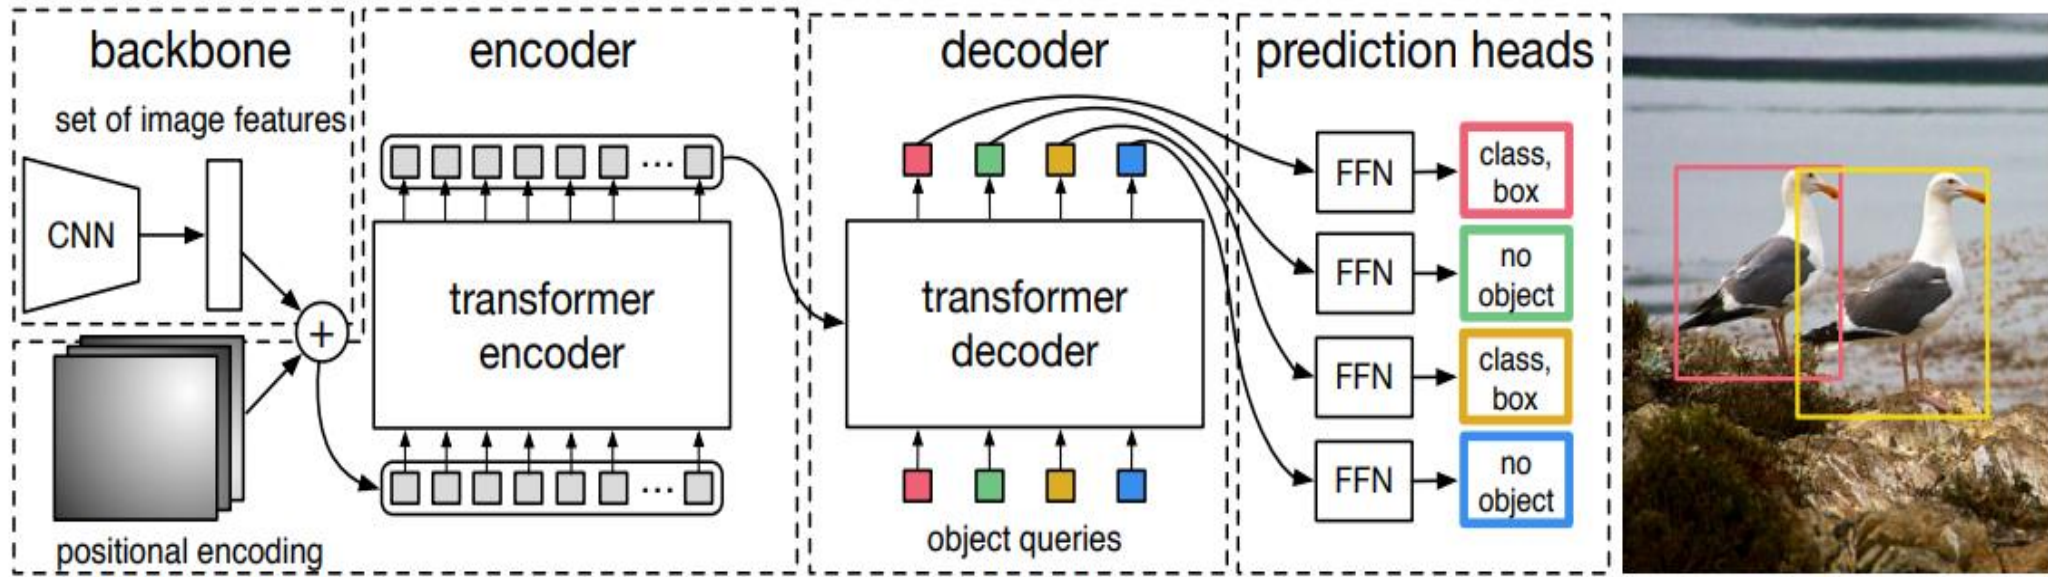 backbone
set of image features
CNN
+
positional encoding
encoder
...
transformer
encoder
...
decoder
transformer
decoder
object queries
prediction heads
FFN
class,
box
FFN
no
object
FFN
class,
box
FFN
no
object